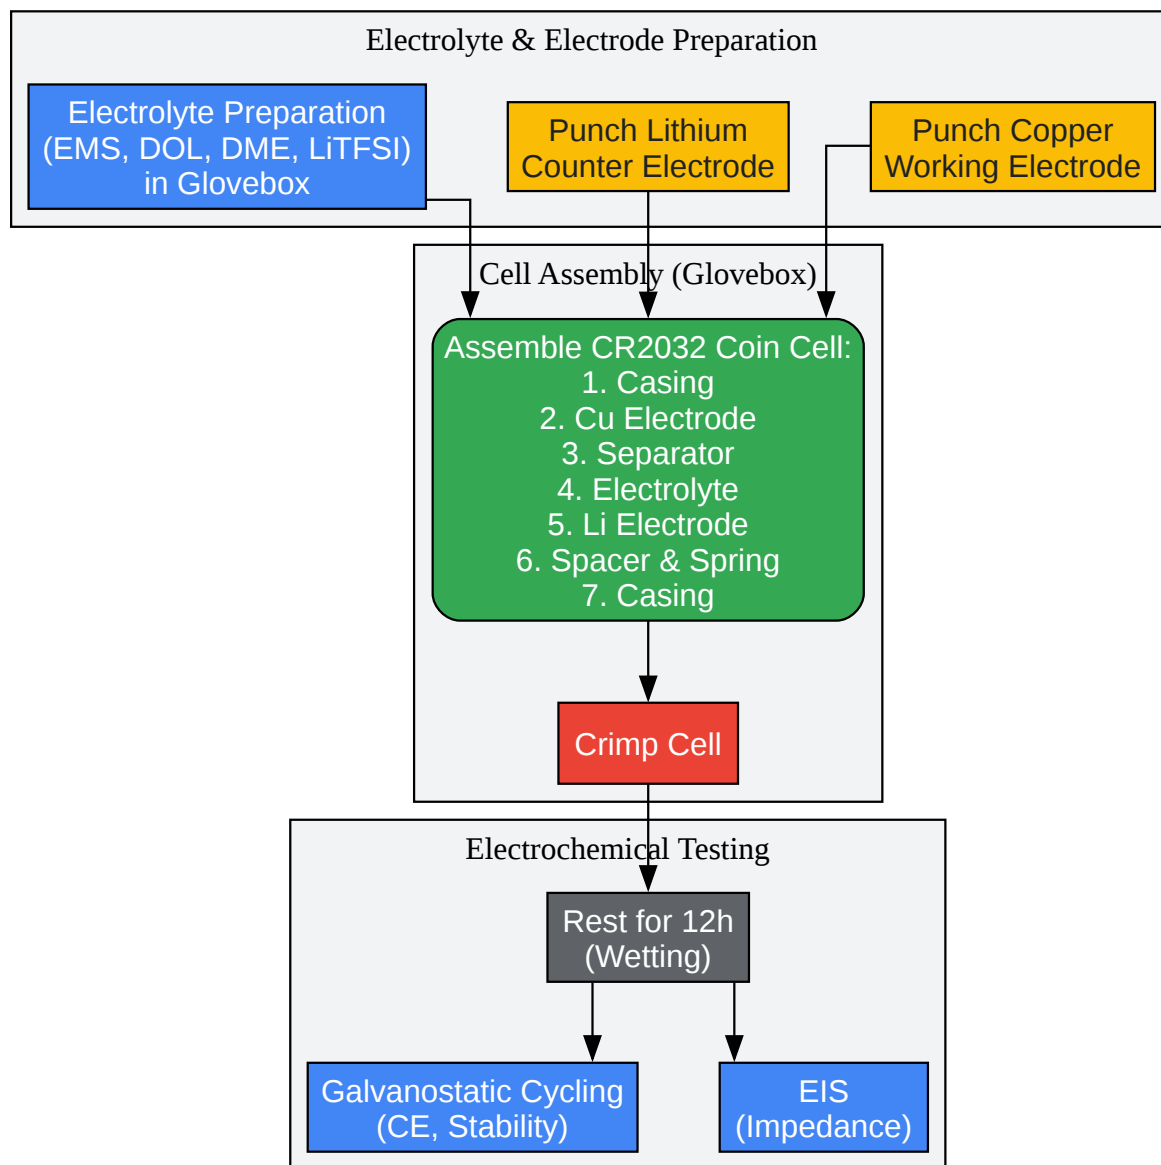 Electrolyte & Electrode Preparation
Electrolyte Preparation
(EMS, DOL, DME, LiTFSI)
in Glovebox
Punch Lithium
Counter Electrode
Punch Copper
Working Electrode
Cell Assembly (Glovebox)
Assemble CR2032 Coin Cell:
1. Casing
2. Cu Electrode
3. Separator
4. Electrolyte
5. Li Electrode
6. Spacer & Spring
7. Casing
Crimp Cell
Electrochemical Testing
Rest for 12h
(Wetting)
Galvanostatic Cycling
(CE, Stability)
EIS
(Impedance)